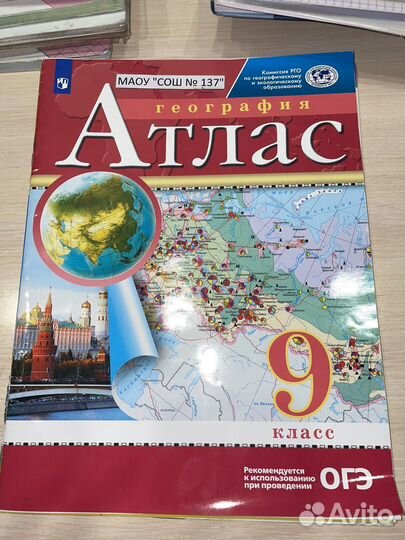 МАОУ "СОШ № 137"
Комиссия РГО
по географическому
и экологическому
образованию
география
Атлас
9
класс
Рекомендуется
к использованию
при проведении
ОГЭ
Avito